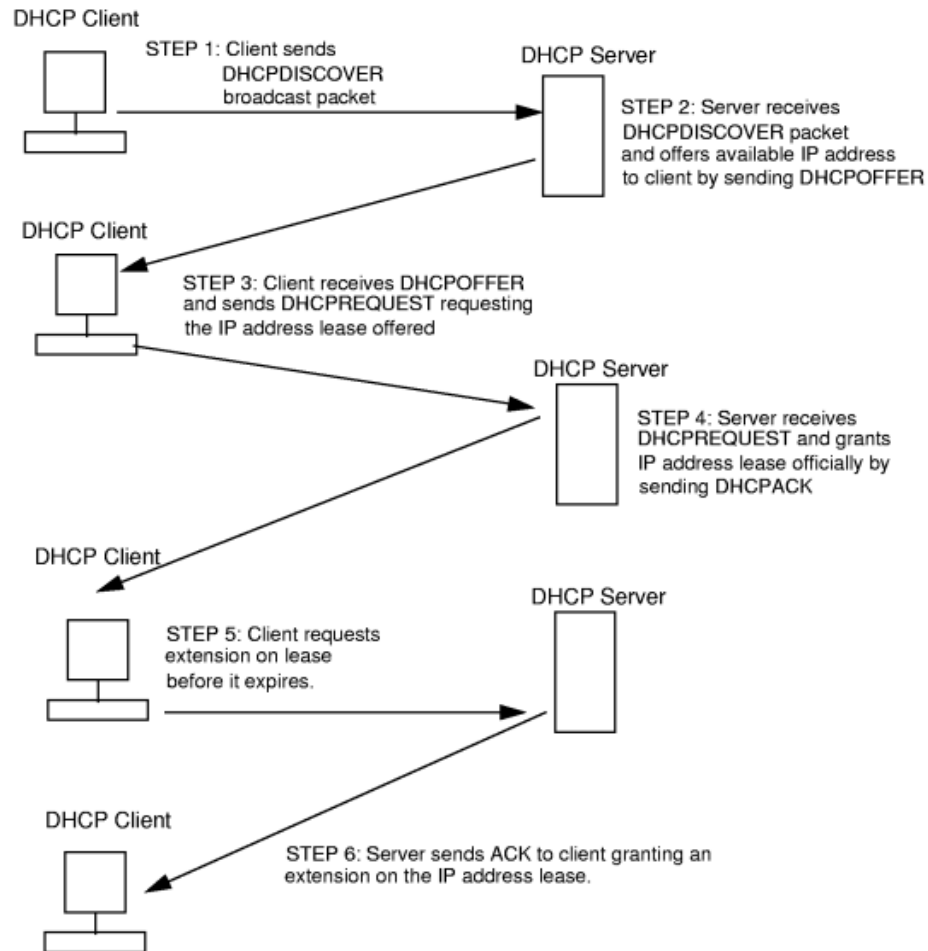 DHCP Client
STEP 1: Client sends
DHCPDISCOVER
broadcast packet
DHCP Server
STEP 2: Server receives
DHCPDISCOVER packet
and offers available IP address
to client by sending DHCPOFFER
DHCP Client
STEP 3: Client receives DHCPOFFER
and sends DHCPREQUEST requesting
the IP address lease offered
DHCP Server
STEP 4: Server receives
DHCPREQUEST and grants
IP address lease officially by
sending DHCPACK
DHCP Client
STEP 5: Client requests
extension on lease
before it expires.
DHCP Server
DHCP Client
STEP 6: Server sends ACK to client granting an
extension on the IP address lease.